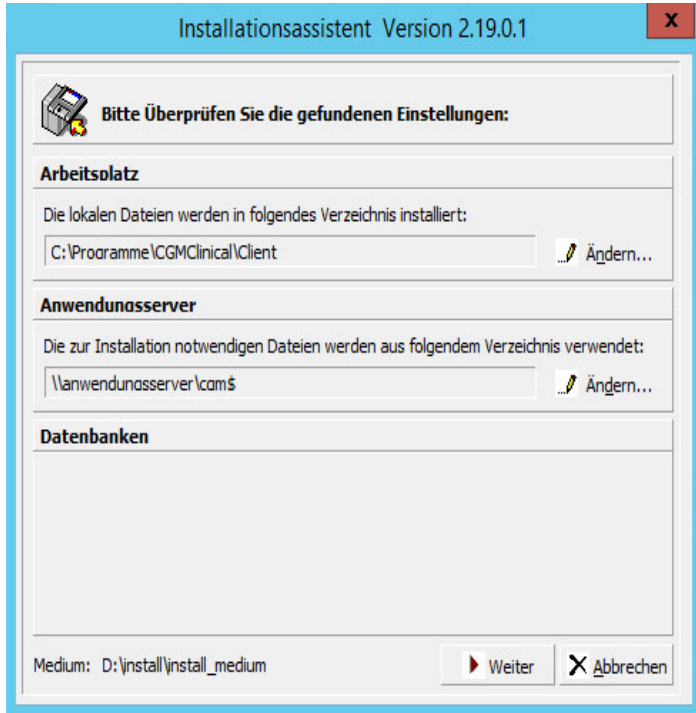 Installationsassistent Version 2.19.0.1
X
Bitte Überprüfen Sie die gefundenen Einstellungen:
Arbeitsplatz
Die lokalen Dateien werden in folgendes Verzeichnis installiert:
C:\Programme\CGMClinical\Client
Ändern...
Anwendungsserver
Die zur Installation notwendigen Dateien werden aus folgendem Verzeichnis verwendet:
\\anwendungsserver\cgm$
Ändern...
Datenbanken
Medium: D:\install\install_medium
Weiter
Abbrechen